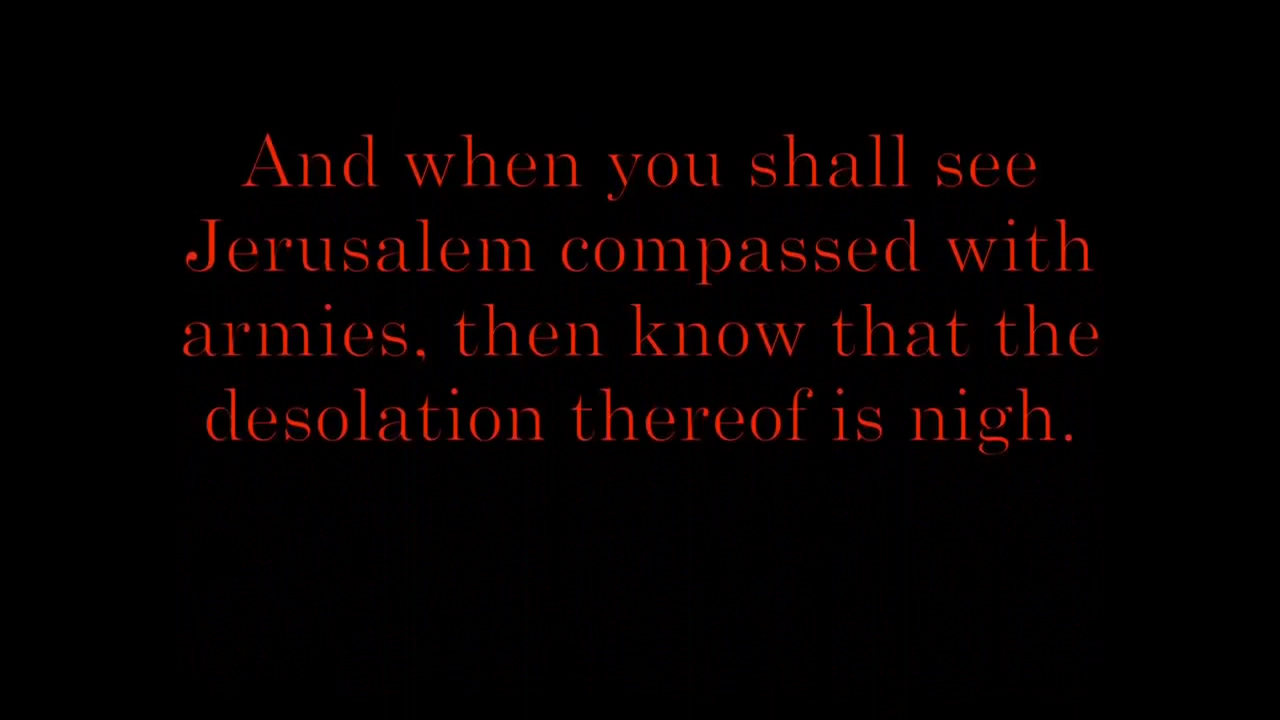 And when you shall see
Jerusalem compassed with
armies, then know that the
desolation thereof is nigh.